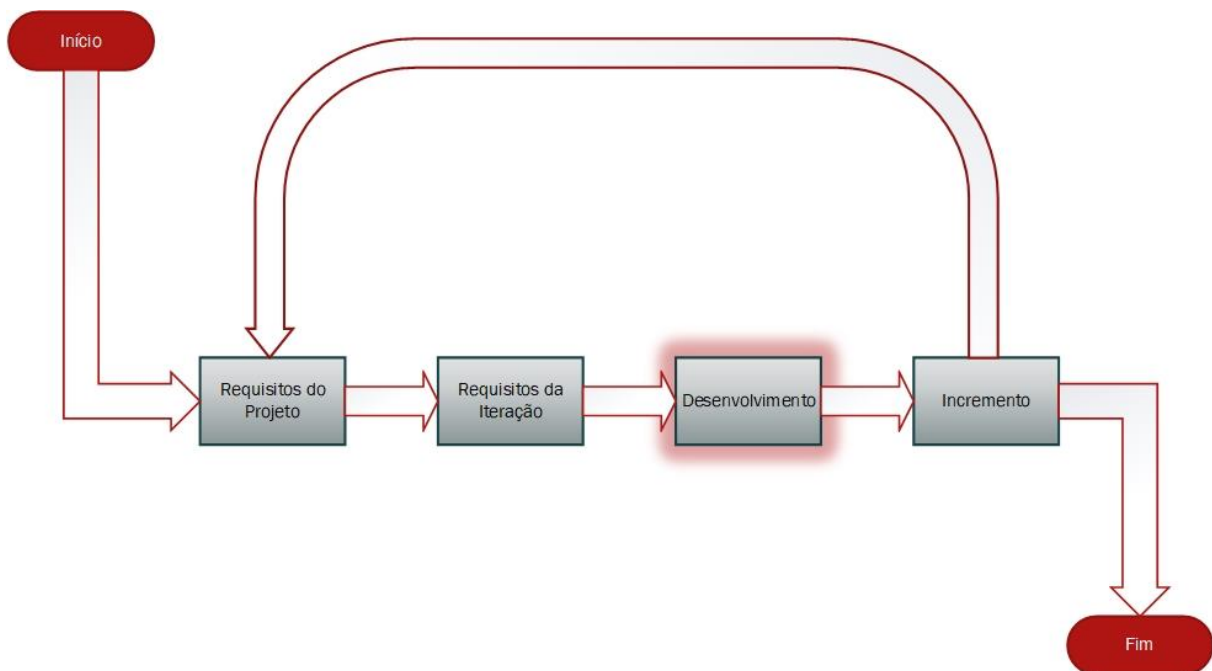 Início
Requisitos do
Projeto
Requisitos da
Iteração
Desenvolvimento
Incremento
Fim